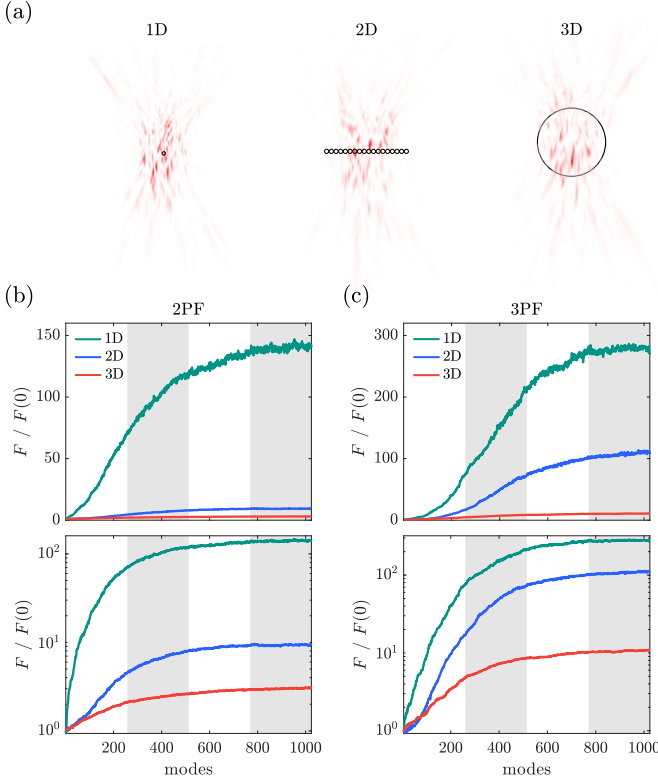 (a)
1D 2D 3D
(b) 2PF
150
100
50
0
F / F(0)
1D
2D
3D
10^2
10^1
10^0
F / F(0)
200 400 600 800 1000
modes
(c) 3PF
300
200
100
0
F / F(0)
1D
2D
3D
10^2
10^1
10^0
F / F(0)
200 400 600 800 1000
modes